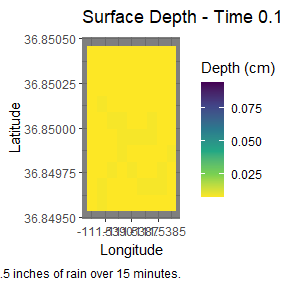 Surface Depth - Time 0.1
36.85050
36.85025
36.85000
36.84975
36.84950
Latitude
Longitude
Depth (cm)
0.075
0.050
0.025
.5 inches of rain over 15 minutes.